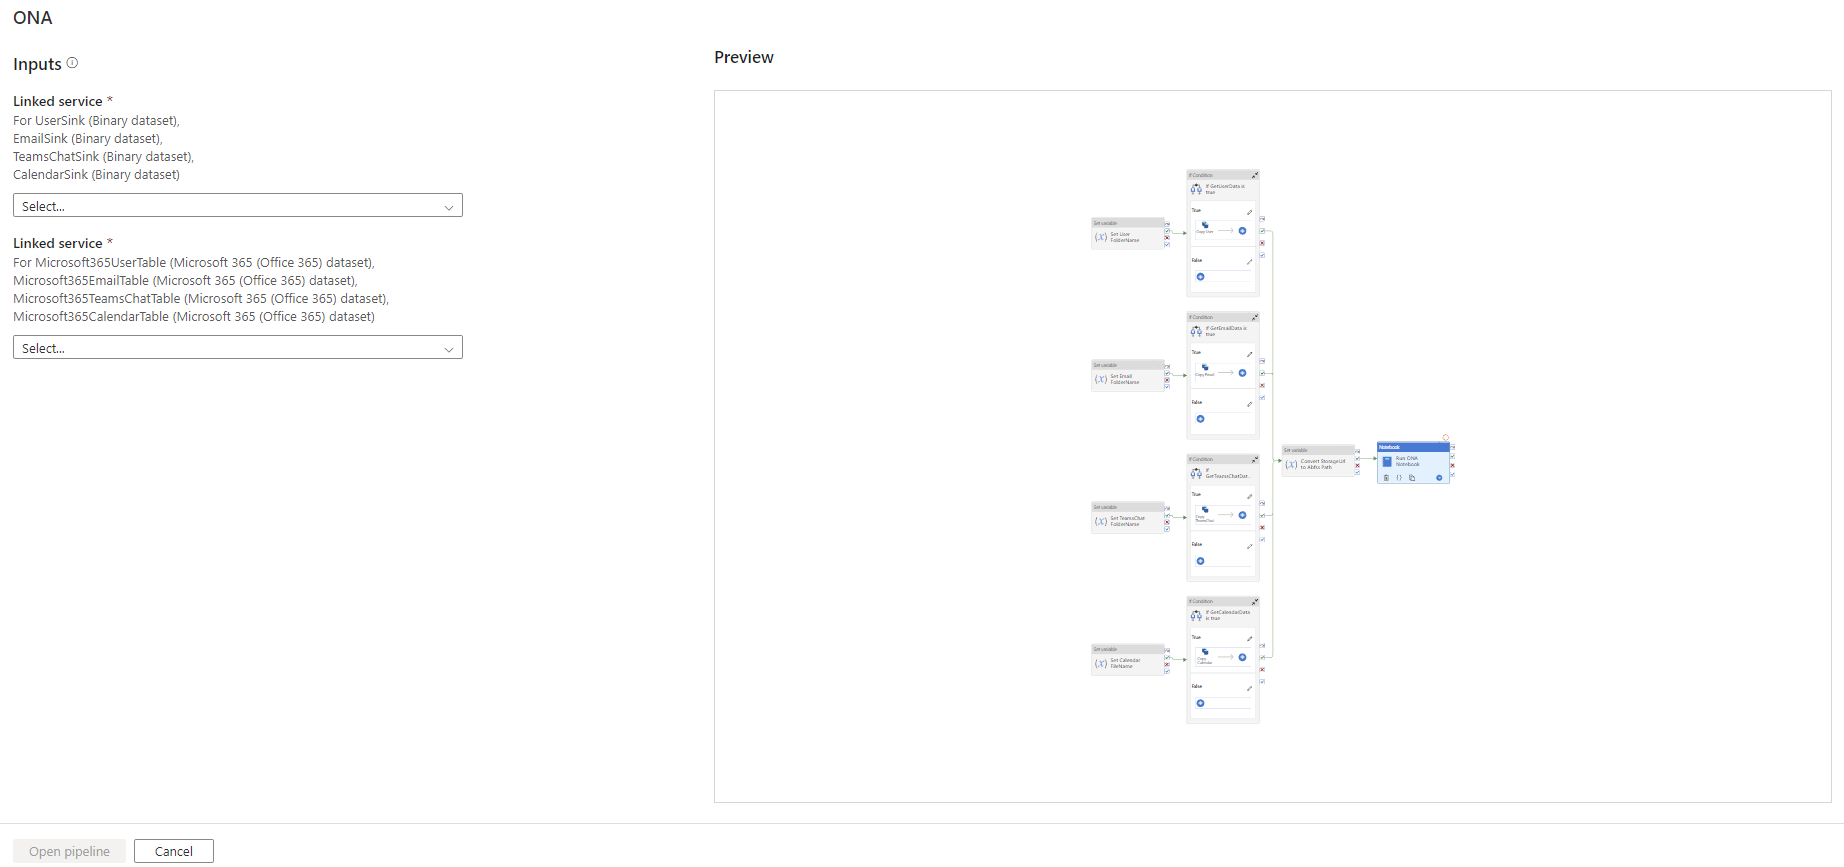 ONA
Inputs
Linked service *
For UserSink (Binary dataset),
EmailSink (Binary dataset),
TeamsChatSink (Binary dataset),
CalendarSink (Binary dataset)
Select...
Linked service *
For Microsoft365UserTable (Microsoft 365 (Office 365) dataset),
Microsoft365EmailTable (Microsoft 365 (Office 365) dataset),
Microsoft365TeamsChatTable (Microsoft 365 (Office 365) dataset),
Microsoft365CalendarTable (Microsoft 365 (Office 365) dataset)
Select...
Preview
Set variable
(X) Set User
FolderName
If Condition
If GetUserData is
true
True
Copy User
False
Set variable
(X) Set Email
FolderName
If Condition
If GetEmailData is
true
True
Copy Email
False
Set variable
(X) Set TeamsChat
FolderName
If Condition
If
GetTeamsChatDat...
True
Copy
TeamsChat
False
Set variable
(X) Set Calendar
FileName
If Condition
If GetCalendarData
is true
True
Copy
Calendar
False
Set variable
(X) Convert StorageUrl
to Abfss Path
Notebook
Run ONA
Notebook
Open pipeline
Cancel